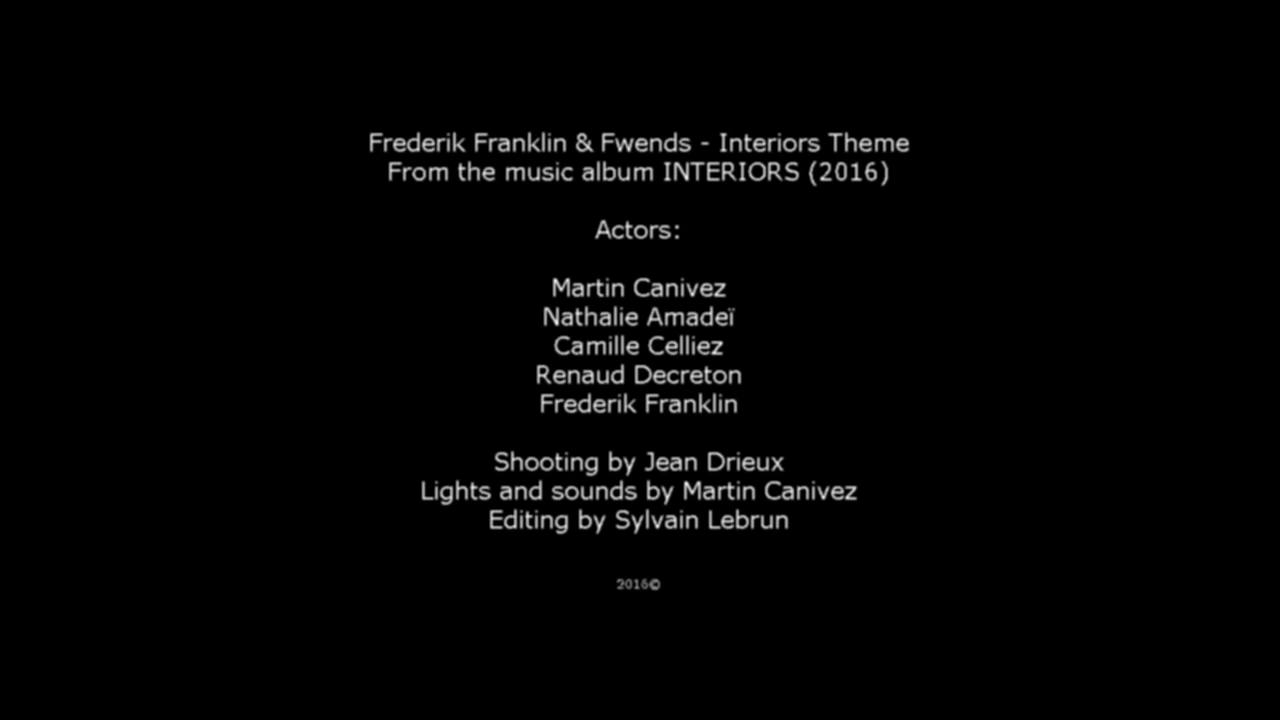 Frederik Franklin & Fwends - Interiors Theme
From the music album INTERIORS (2016)
Actors:
Martin Canivez
Nathalie Amadeï
Camille Celliez
Renaud Decreton
Frederik Franklin
Shooting by Jean Drieux
Lights and sounds by Martin Canivez
Editing by Sylvain Lebrun
2016©